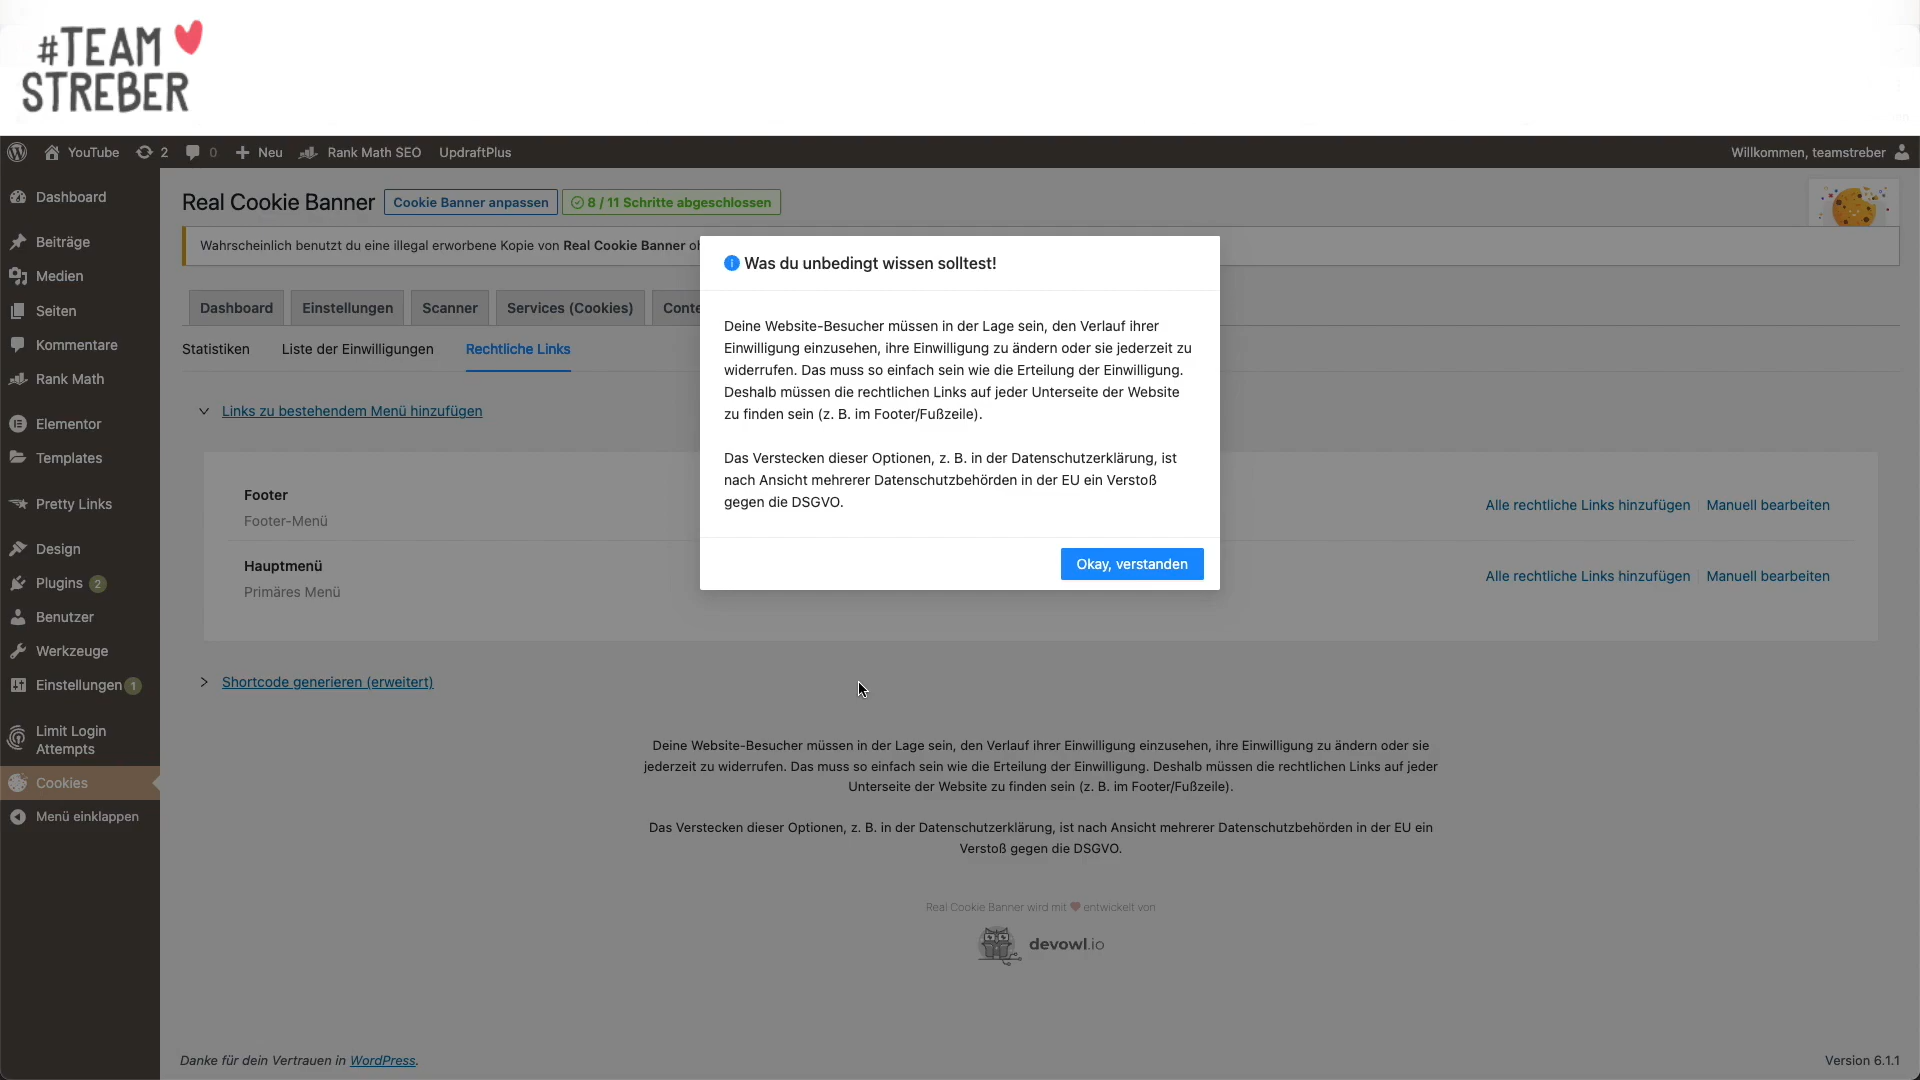 #TEAM
STREBER
YouTube 2 0 Neu Rank Math SEO UpdraftPlus Willkommen, teamstreber
Dashboard
Beiträge
Medien
Seiten
Kommentare
Rank Math
Elementor
Templates
Pretty Links
Design
Plugins 2
Benutzer
Werkzeuge
Einstellungen 1
Limit Login
Attempts
Cookies
Menü einklappen
Real Cookie Banner Cookie Banner anpassen 8 / 11 Schritte abgeschlossen
Wahrscheinlich benutzt du eine illegal erworbene Kopie von Real Cookie Banner
Dashboard Einstellungen Scanner Services (Cookies)
Statistiken Liste der Einwilligungen Rechtliche Links
Links zu bestehendem Menü hinzufügen
Footer
Footer-Menü
Alle rechtliche Links hinzufügen Manuell bearbeiten
Hauptmenü
Primäres Menü
Alle rechtliche Links hinzufügen Manuell bearbeiten
Shortcode generieren (erweitert)
Was du unbedingt wissen solltest!
Deine Website-Besucher müssen in der Lage sein, den Verlauf ihrer
Einwilligung einzusehen, ihre Einwilligung zu ändern oder sie jederzeit zu
widerrufen. Das muss so einfach sein wie die Erteilung der Einwilligung.
Deshalb müssen die rechtlichen Links auf jeder Unterseite der Website
zu finden sein (z. B. im Footer/Fußzeile).
Das Verstecken dieser Optionen, z. B. in der Datenschutzerklärung, ist
nach Ansicht mehrerer Datenschutzbehörden in der EU ein Verstoß
gegen die DSGVO.
Okay, verstanden
Deine Website-Besucher müssen in der Lage sein, den Verlauf ihrer Einwilligung einzusehen, ihre Einwilligung zu ändern oder sie
jederzeit zu widerrufen. Das muss so einfach sein wie die Erteilung der Einwilligung. Deshalb müssen die rechtlichen Links auf jeder
Unterseite der Website zu finden sein (z. B. im Footer/Fußzeile).
Das Verstecken dieser Optionen, z. B. in der Datenschutzerklärung, ist nach Ansicht mehrerer Datenschutzbehörden in der EU ein
Verstoß gegen die DSGVO.
Real Cookie Banner wird mit ♥ entwickelt von
devowl.io
Danke für dein Vertrauen in WordPress. Version 6.1.1